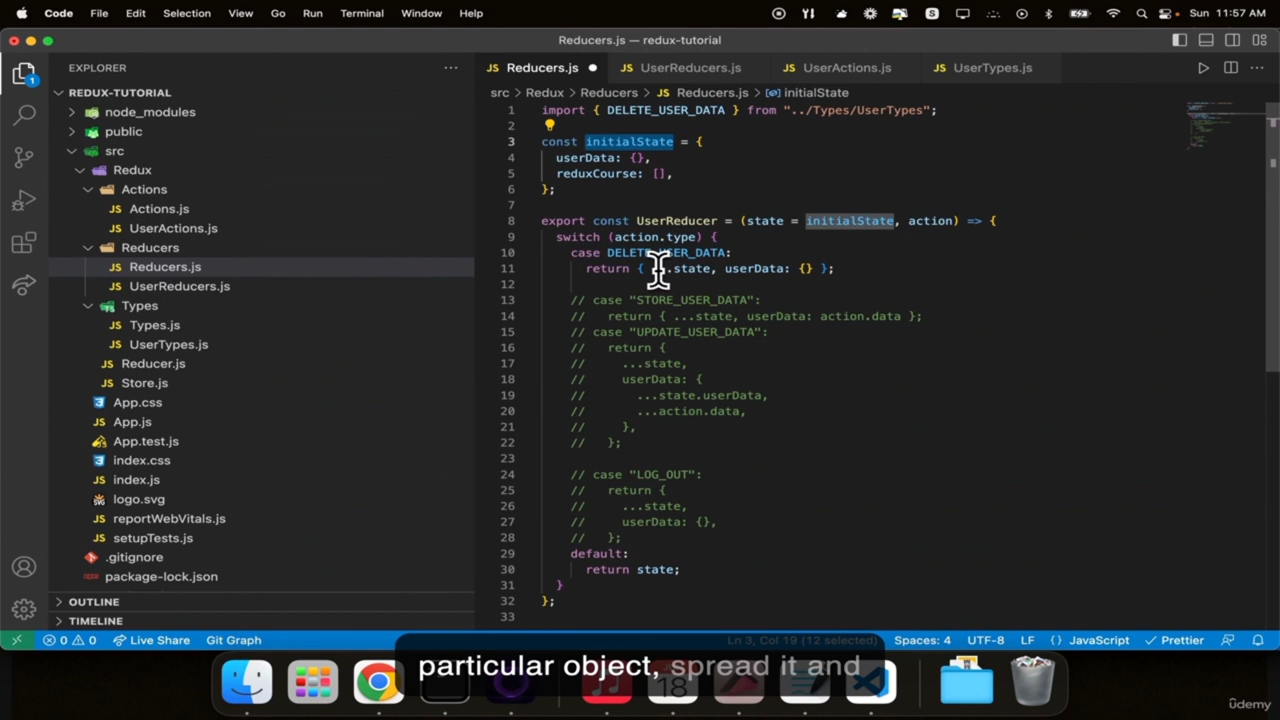 Code File Edit Selection View Go Run Terminal Window Help Sun 11:57 AM
Reducers.js — redux-tutorial
EXPLORER
Reducers.js UserReducers.js UserActions.js UserTypes.js
src > Redux > Reducers > Reducers.js > initialState
REDUX-TUTORIAL
node_modules
public
src
Redux
Actions
Actions.js
UserActions.js
Reducers
Reducers.js
UserReducers.js
Types
Types.js
UserTypes.js
Reducer.js
Store.js
App.css
App.js
App.test.js
index.css
index.js
logo.svg
reportWebVitals.js
setupTests.js
.gitignore
package-lock.json
OUTLINE
TIMELINE
1 import { DELETE_USER_DATA } from "../Types/UserTypes";
2
3 const initialState = {
4 userData: {},
5 reduxCourse: [],
6 };
7
8 export const UserReducer = (state = initialState, action) => {
9 switch (action.type) {
10 case DELETE_USER_DATA:
11 return { ...state, userData: {} };
12
13 // case "STORE_USER_DATA":
14 // return { ...state, userData: action.data };
15 // case "UPDATE_USER_DATA":
16 // return {
17 // ...state,
18 // userData: {
19 // ...state.userData,
20 // ...action.data,
21 // },
22 // };
23
24 // case "LOG_OUT":
25 // return {
26 // ...state,
27 // userData: {},
28 // };
29 default:
30 return state;
31 }
32 };
33
0 0 Live Share Git Graph Ln 3, Col 19 (12 selected) Spaces: 4 UTF-8 LF {} JavaScript Prettier
particular object, spread it and
18
udemy